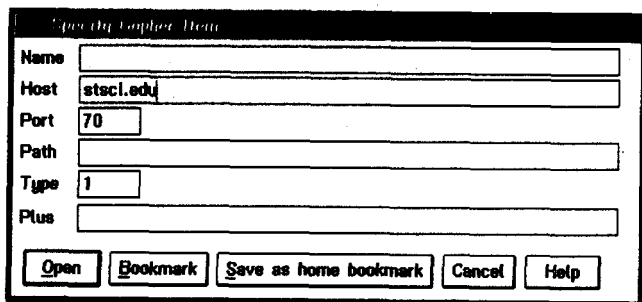 Specify Gopher Item
Name
Host stsci.edu
Port 70
Path
Type 1
Plus
Open Bookmark Save as home bookmark Cancel Help